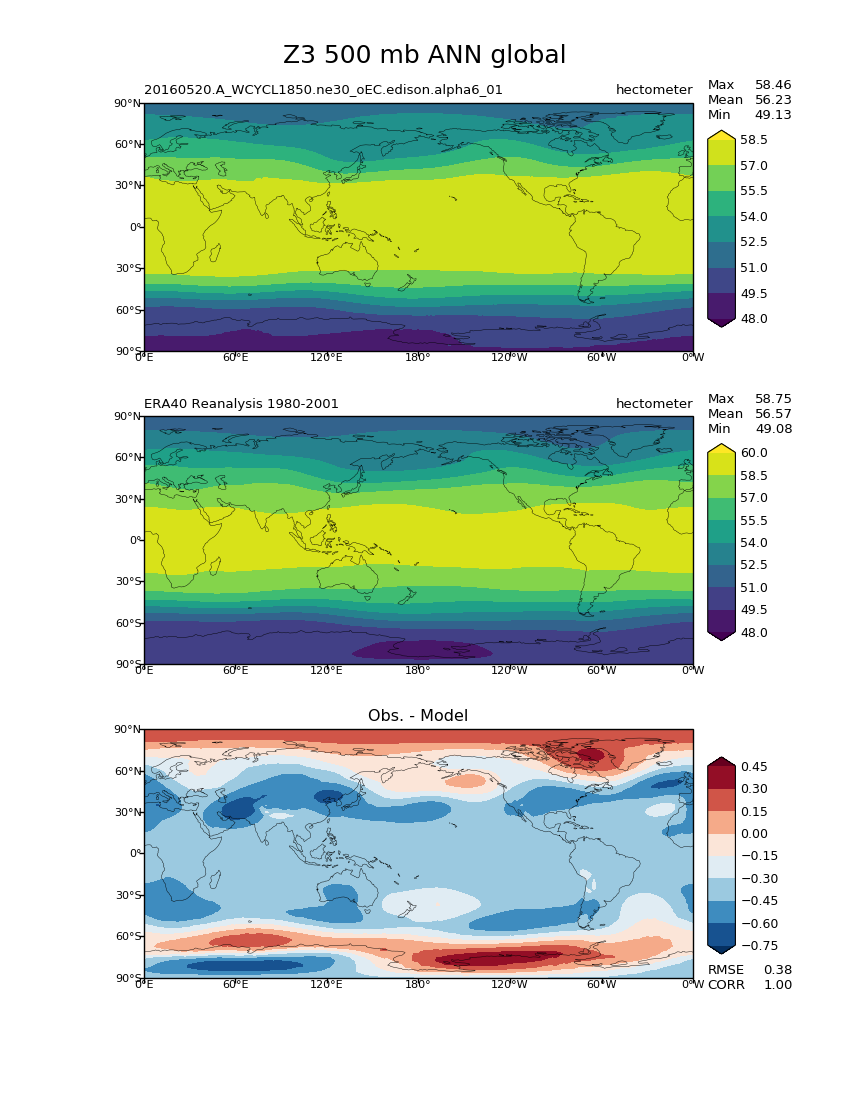 Z3 500 mb ANN global
20160520.A_WCYCL1850.ne30_oEC.edison.alpha6_01 hectometer
Max 58.46
Mean 56.23
Min 49.13
90°N
60°N
30°N
0°
30°S
60°S
90°S
0°E 60°E 120°E 180° 120°W 60°W 0°W
58.5
57.0
55.5
54.0
52.5
51.0
49.5
48.0
ERA40 Reanalysis 1980-2001 hectometer
Max 58.75
Mean 56.57
Min 49.08
90°N
60°N
30°N
0°
30°S
60°S
90°S
0°E 60°E 120°E 180° 120°W 60°W 0°W
60.0
58.5
57.0
55.5
54.0
52.5
51.0
49.5
48.0
Obs. - Model
90°N
60°N
30°N
0°
30°S
60°S
90°S
0°E 60°E 120°E 180° 120°W 60°W 0°W
0.45
0.30
0.15
0.00
−0.15
−0.30
−0.45
−0.60
−0.75
RMSE 0.38
CORR 1.00